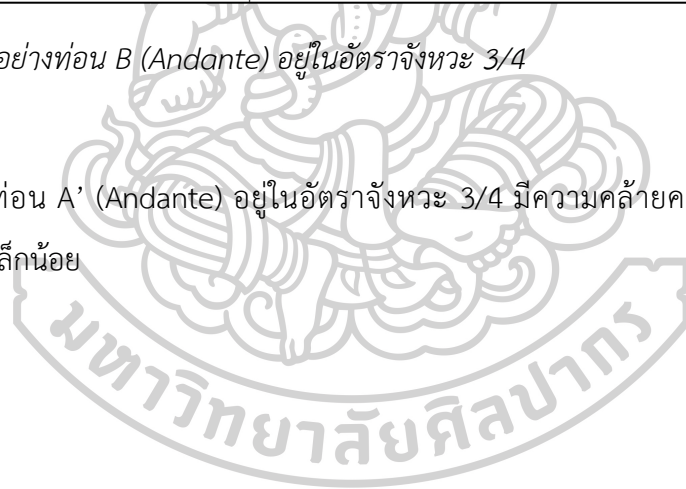 อย่างท่อน B (Andante) อยู่ในอัตราจังหวะ 3/4
ท่อน A’ (Andante) อยู่ในอัตราจังหวะ 3/4 มีความคล้ายค
ล็กน้อย
มหาวิทยาลัยศิลปากร